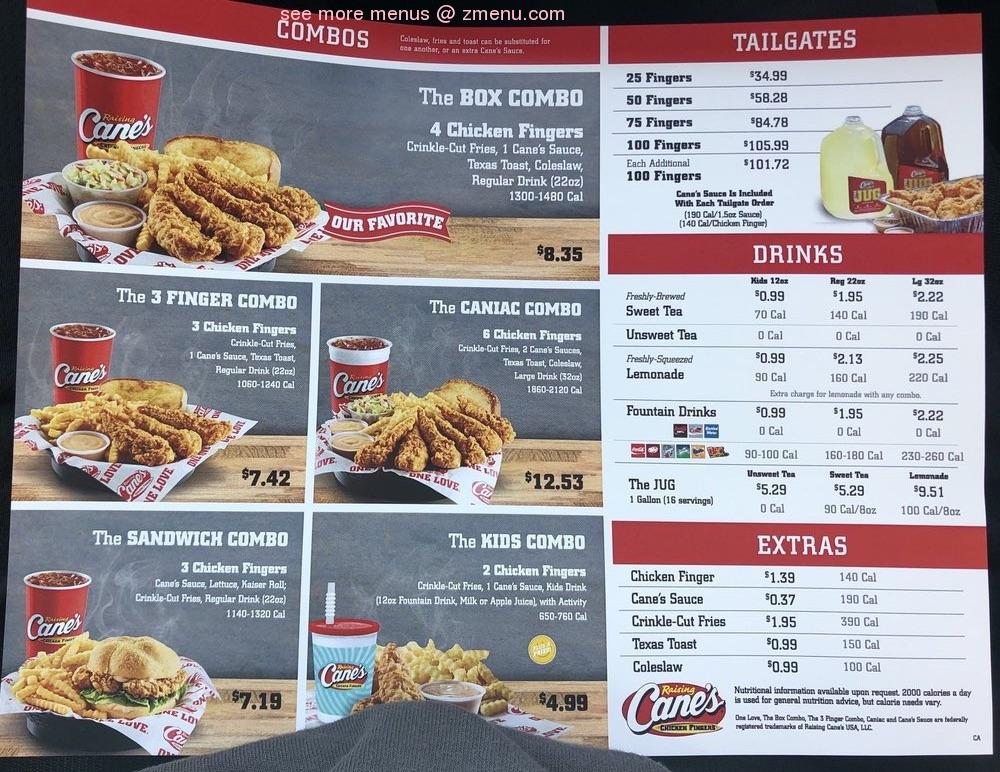 see more menus @ zmenu.com
COMBOS
Coleslaw, fries and toast can be substituted for
one another, or an extra Cane's Sauce.
The BOX COMBO
4 Chicken Fingers
Crinkle-Cut Fries, 1 Cane's Sauce,
Texas Toast, Coleslaw,
Regular Drink (22oz)
1300-1480 Cal
OUR FAVORITE
$8.35
Raising
Cane's
The 3 FINGER COMBO
3 Chicken Fingers
Crinkle-Cut Fries,
1 Cane's Sauce, Texas Toast,
Regular Drink (22oz)
1060-1240 Cal
Raising
Cane's
CHICKEN FINGERS
$7.42
ONE LOVE
The CANIAC COMBO
6 Chicken Fingers
Crinkle-Cut Fries, 2 Cane's Sauces,
Texas Toast, Coleslaw,
Large Drink (32oz)
1860-2120 Cal
Raising
Cane's
$12.53
ONE LOVE
The SANDWICH COMBO
3 Chicken Fingers
Cane's Sauce, Lettuce, Kaiser Roll;
Crinkle-Cut Fries, Regular Drink (22oz)
1140-1320 Cal
Raising
Cane's
CHICKEN FINGERS
$7.19
The KIDS COMBO
2 Chicken Fingers
Crinkle-Cut Fries, 1 Cane's Sauce, Kids Drink
(12oz Fountain Drink, Milk or Apple Juice), with Activity
650-760 Cal
Raising
Cane's
CHICKEN FINGERS
$4.99
TAILGATES
25 Fingers $34.99
50 Fingers $58.28
75 Fingers $84.78
100 Fingers $105.99
Each Additional
100 Fingers $101.72
Cane's Sauce Is Included
With Each Tailgate Order
(190 Cal/1.5oz Sauce)
(140 Cal/Chicken Finger)
JUG
JUG
DRINKS
Kids 12oz Reg 22oz Lg 32oz
Freshly-Brewed $0.99 $1.95 $2.22
Sweet Tea 70 Cal 140 Cal 190 Cal
Unsweet Tea 0 Cal 0 Cal 0 Cal
Freshly-Squeezed $0.99 $2.13 $2.25
Lemonade 90 Cal 160 Cal 220 Cal
Extra charge for lemonade with any combo.
Fountain Drinks $0.99 $1.95 $2.22
0 Cal 0 Cal 0 Cal
90-100 Cal 160-180 Cal 230-260 Cal
Unsweet Tea Sweet Tea Lemonade
The JUG $5.29 $5.29 $9.51
1 Gallon (16 servings) 0 Cal 90 Cal/8oz 100 Cal/8oz
EXTRAS
Chicken Finger $1.39 140 Cal
Cane's Sauce $0.37 190 Cal
Crinkle-Cut Fries $1.95 390 Cal
Texas Toast $0.99 150 Cal
Coleslaw $0.99 100 Cal
Raising
Cane's
CHICKEN FINGERS
Nutritional information available upon request. 2000 calories a day
is used for general nutrition advice, but calorie needs vary.
One Love, The Box Combo, The 3 Finger Combo, Caniac and Cane's Sauce are federally
registered trademarks of Raising Cane's USA, LLC.
CA